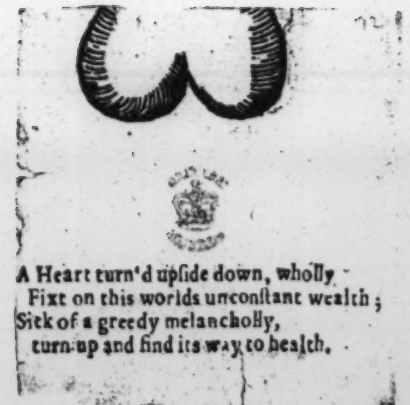 72
A Heart turn'd upſide down, wholly
Fixt on this worlds unconſtant wealth;
Sick of a greedy melancholly,
turn up and find its way to health.